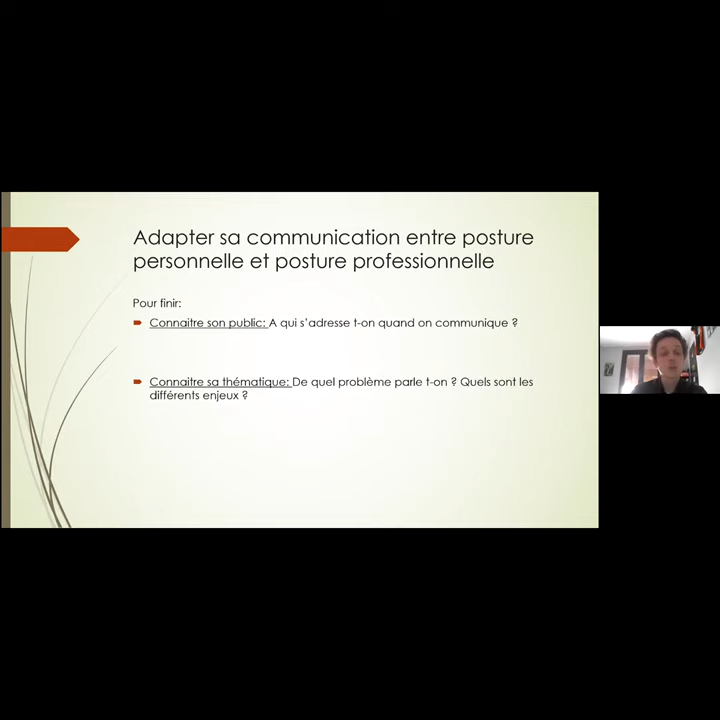 Adapter sa communication entre posture
personnelle et posture professionnelle
Pour finir:
Connaitre son public: A qui s'adresse t-on quand on communique ?
Connaitre sa thématique: De quel problème parle t-on ? Quels sont les
différents enjeux ?